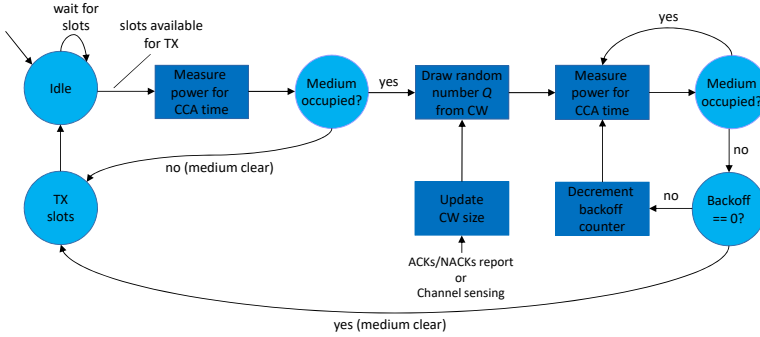 wait for
slots
slots available
for TX
Idle
Measure
power for
CCA time
Medium
occupied?
yes
Draw random
number Q
from CW
Measure
power for
CCA time
yes
Medium
occupied?
no
no (medium clear)
TX
slots
Update
CW size
Decrement
backoff
counter
no
Backoff
== 0?
ACKs/NACKs report
or
Channel sensing
yes (medium clear)